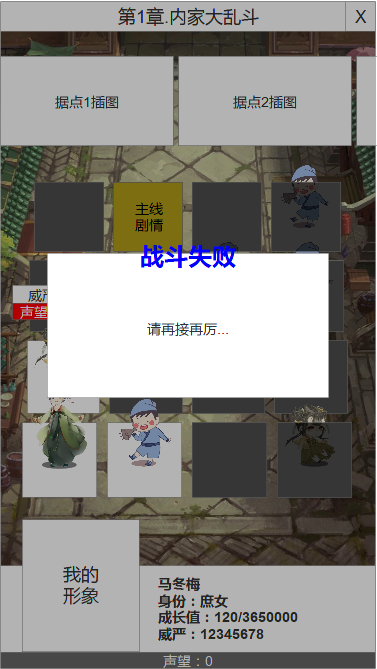 第1章.内家大乱斗
X
据点1插图
据点2插图
主线
剧情
战斗失败
威严
声望
请再接再厉...
我的
形象
马冬梅
身份：庶女
成长值：120/3650000
威严：12345678
声望：0